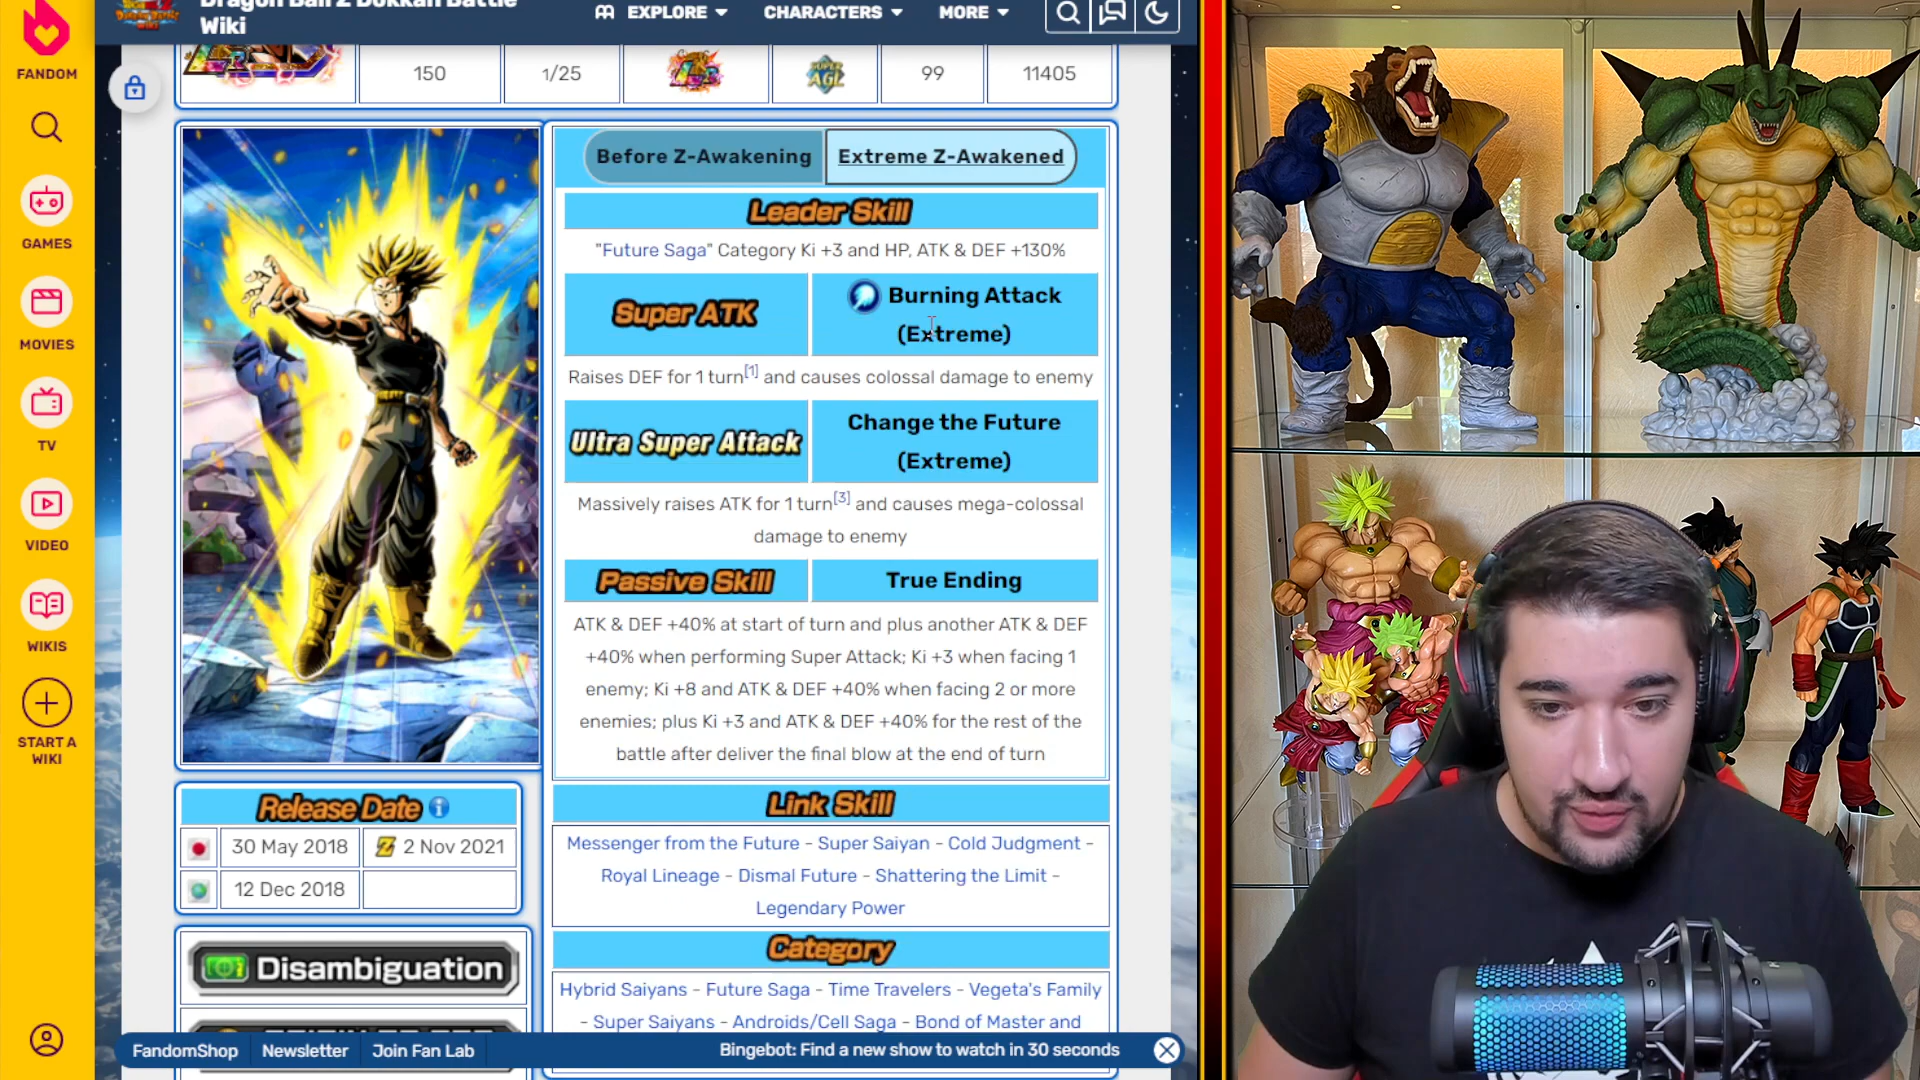 Dragon Ball Z Dokkan Battle
Wiki
EXPLORE
CHARACTERS
MORE
FANDOM
GAMES
MOVIES
TV
VIDEO
WIKIS
START A
WIKI
150
1/25
LR
SUPER
AGL
99
11405
Before Z-Awakening
Extreme Z-Awakened
Leader Skill
"Future Saga" Category Ki +3 and HP, ATK & DEF +130%
Super ATK
Burning Attack
(Extreme)
Raises DEF for 1 turn[1] and causes colossal damage to enemy
Ultra Super Attack
Change the Future
(Extreme)
Massively raises ATK for 1 turn[3] and causes mega-colossal
damage to enemy
Passive Skill
True Ending
ATK & DEF +40% at start of turn and plus another ATK & DEF
+40% when performing Super Attack; Ki +3 when facing 1
enemy; Ki +8 and ATK & DEF +40% when facing 2 or more
enemies; plus Ki +3 and ATK & DEF +40% for the rest of the
battle after deliver the final blow at the end of turn
Release Date
30 May 2018
Z 2 Nov 2021
12 Dec 2018
Disambiguation
Link Skill
Messenger from the Future - Super Saiyan - Cold Judgment -
Royal Lineage - Dismal Future - Shattering the Limit -
Legendary Power
Category
Hybrid Saiyans - Future Saga - Time Travelers - Vegeta's Family
- Super Saiyans - Androids/Cell Saga - Bond of Master and
FandomShop
Newsletter
Join Fan Lab
Bingebot: Find a new show to watch in 30 seconds